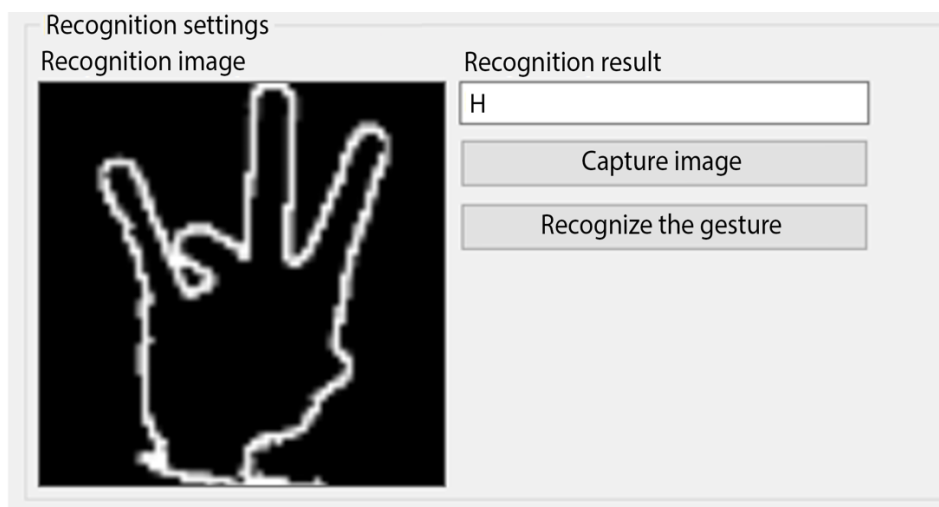 Recognition settings
Recognition image
Recognition result
H
Capture image
Recognize the gesture